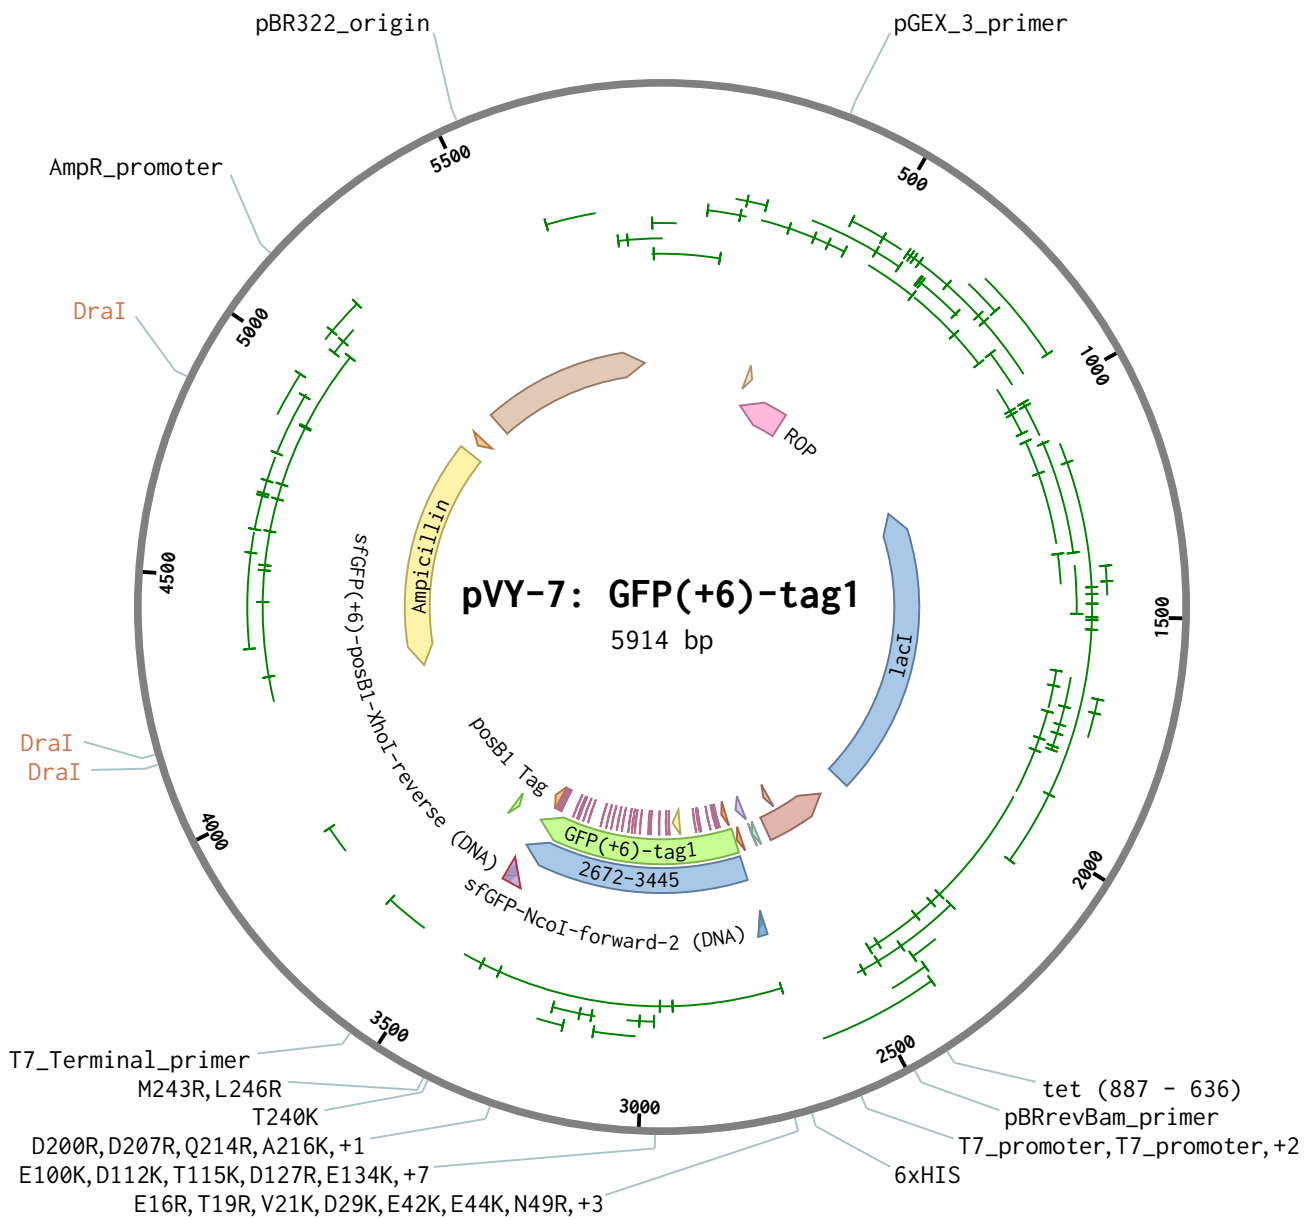 pBR322_origin
pGEX_3_primer
AmpR_promoter
5500
500
DraI
5000
1000
ROP
4500
Ampicillin
sfGFP(+6)-posB1-XhoI-reverse (DNA)
pVY-7: GFP(+6)-tag1
5914 bp
lacI
1500
posB1 Tag
DraI
DraI
4000
GFP(+6)-tag1
2672-3445
2000
sfGFP-NcoI-forward-2 (DNA)
3500
2500
T7_Terminal_primer
M243R,L246R
T240K
3000
D200R,D207R,Q214R,A216K,+1
E100K,D112K,T115K,D127R,E134K,+7
E16R,T19R,V21K,D29K,E42K,E44K,N49R,+3
tet (887 - 636)
pBRrevBam_primer
T7_promoter,T7_promoter,+2
6xHIS